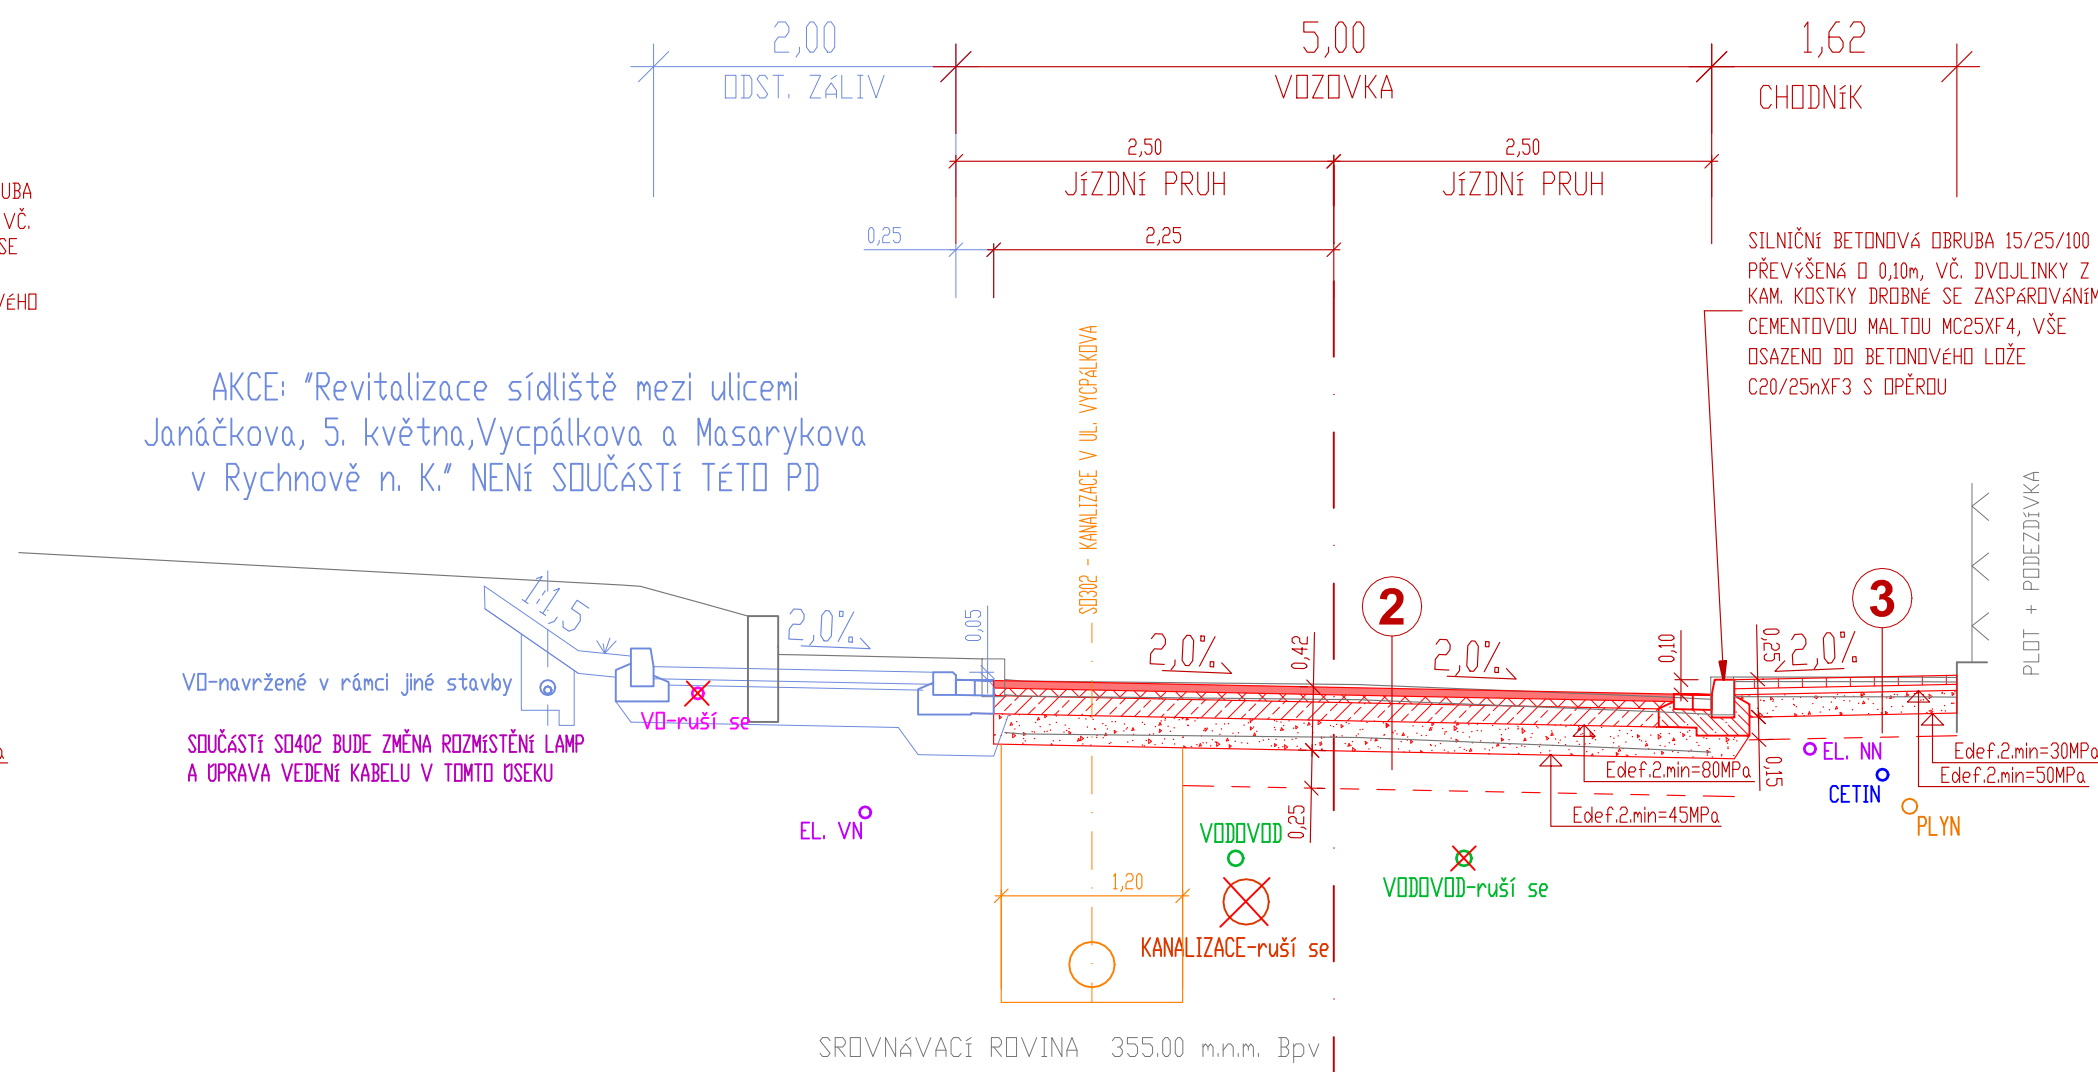 2,00
5,00
1,62
ODST. ZÁLIV
VOZOVKA
CHODNÍK
2,50
2,50
JÍZDNÍ PRUH
JÍZDNÍ PRUH
0,25
2,25
UBA
VČ.
SE
VÉHO
SILNIČNÍ BETONOVÁ OBRUBA 15/25/100
PŘEVÝŠENÁ O 0,10m, VČ. DVOJLINKY Z
KAM. KOSTKY DROBNÉ SE ZASPÁROVÁNÍM
CEMENTOVOU MALTOU MC25XF4, VŠE
OSAZENO DO BETONOVÉHO LOŽE
C20/25nXF3 S OPĚROU
AKCE: "Revitalizace sídliště mezi ulicemi
Janáčkova, 5. května,Vycpálkova a Masarykova
v Rychnově n. K." NENÍ SOUČÁSTÍ TÉTO PD
SO302 - KANALIZACE V UL. VYCPÁLKOVA
PLOT + PODEZDÍVKA
1:1,5
2,0%
0,05
2,0%
0,42
2
2,0%
0,10
0,25
2,0%
3
VO-navržené v rámci jiné stavby
VO-ruší se
SOUČÁSTÍ SO402 BUDE ZMĚNA ROZMÍSTĚNÍ LAMP
A ÚPRAVA VEDENÍ KABELU V TOMTO ÚSEKU
a
EL. VN
EL. NN
CETIN
PLYN
Edef.2.min=30MPa
Edef.2.min=50MPa
Edef.2.min=80MPa
0,15
Edef.2.min=45MPa
0,25
VODOVOD
VODOVOD-ruší se
1,20
KANALIZACE-ruší se
SROVNÁVACÍ ROVINA 355.00 m.n.m. Bpv